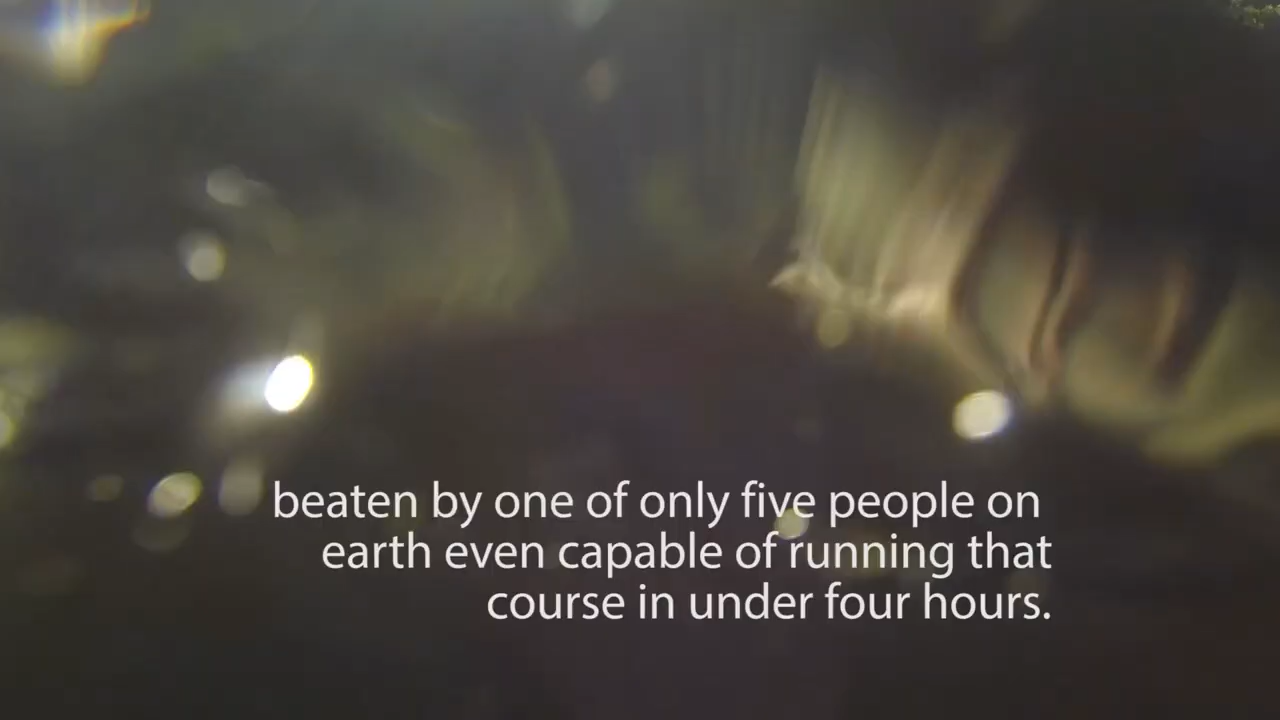 beaten by one of only five people on
earth even capable of running that
course in under four hours.